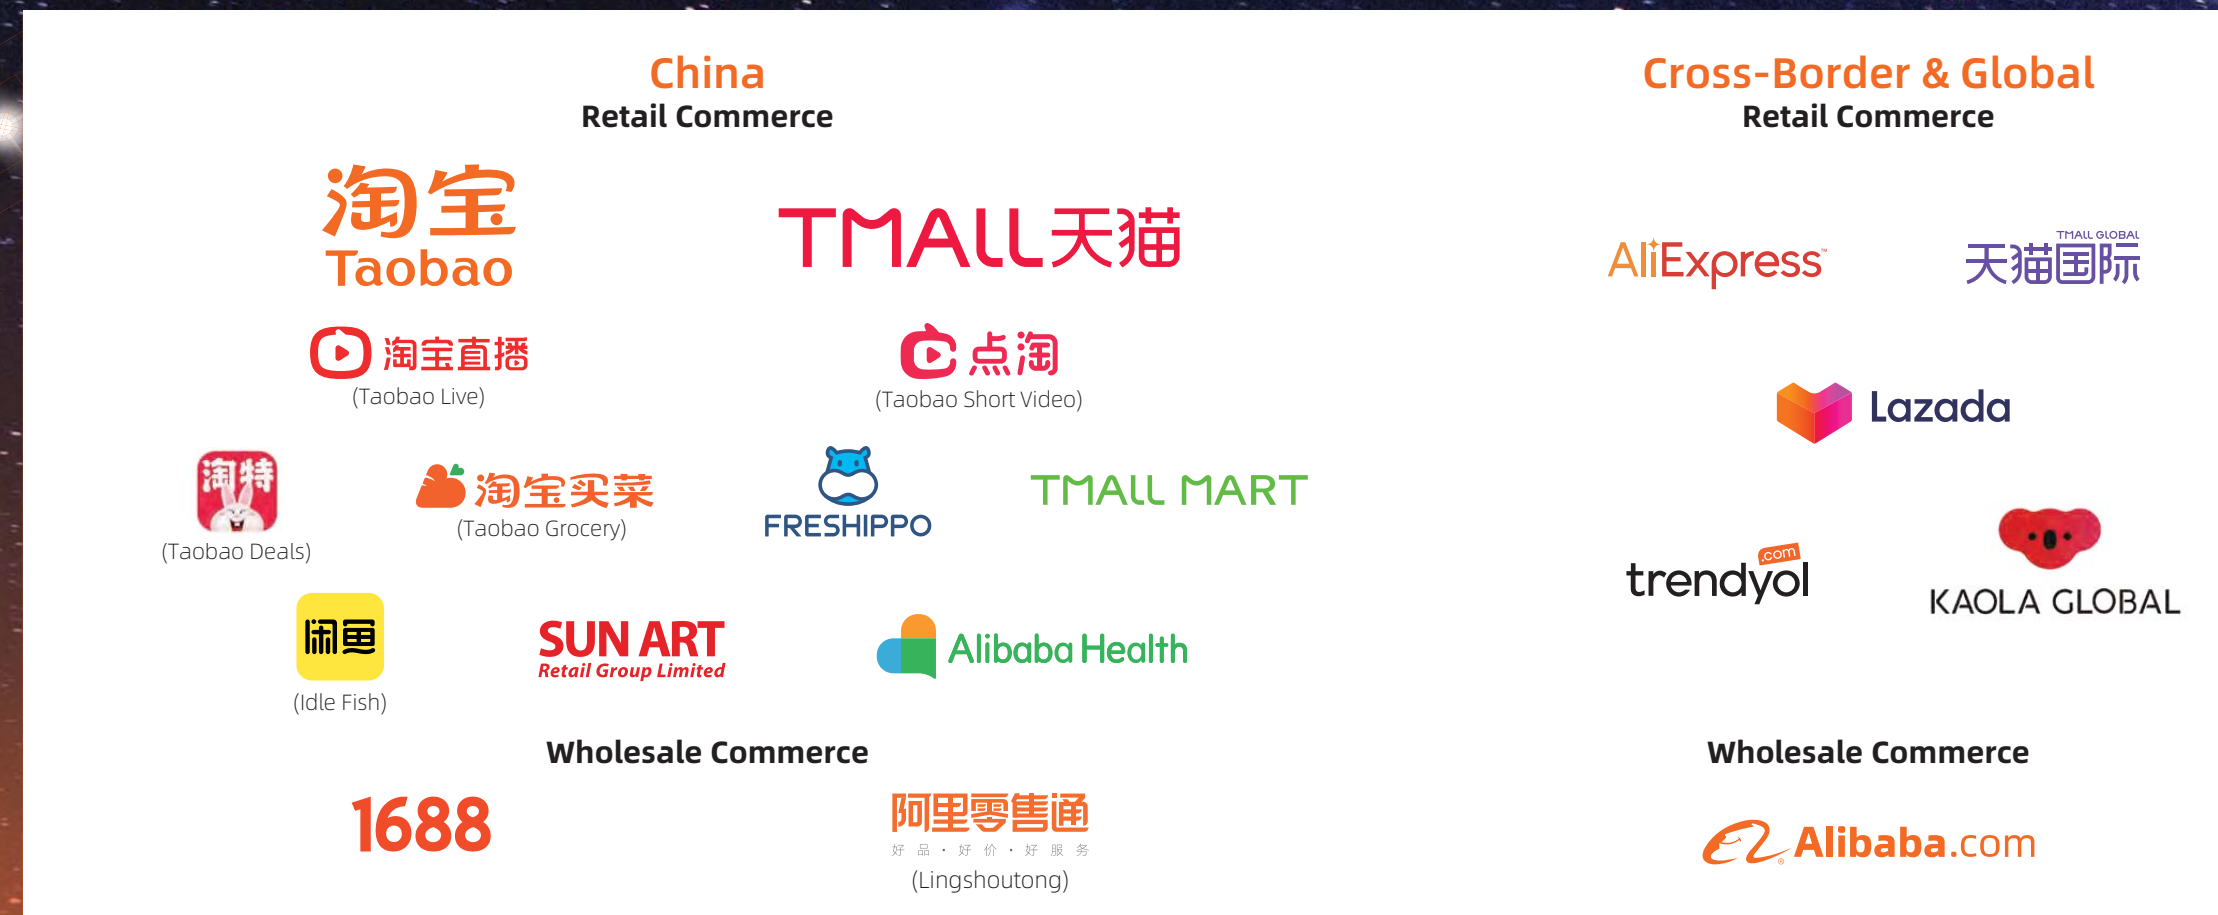 China
Retail Commerce
淘宝
Taobao
TMALL天猫
淘宝直播
(Taobao Live)
点淘
(Taobao Short Video)
淘特
(Taobao Deals)
淘宝买菜
(Taobao Grocery)
FRESHIPPO
TMALL MART
闲鱼
(Idle Fish)
SUN ART
Retail Group Limited
Alibaba Health
Wholesale Commerce
1688
阿里零售通
好品·好价·好服务
(Lingshoutong)
Cross-Border & Global
Retail Commerce
AliExpress™
TMALL GLOBAL
天猫国际
Lazada
trendyol
.com
KAOLA GLOBAL
Wholesale Commerce
® Alibaba.com